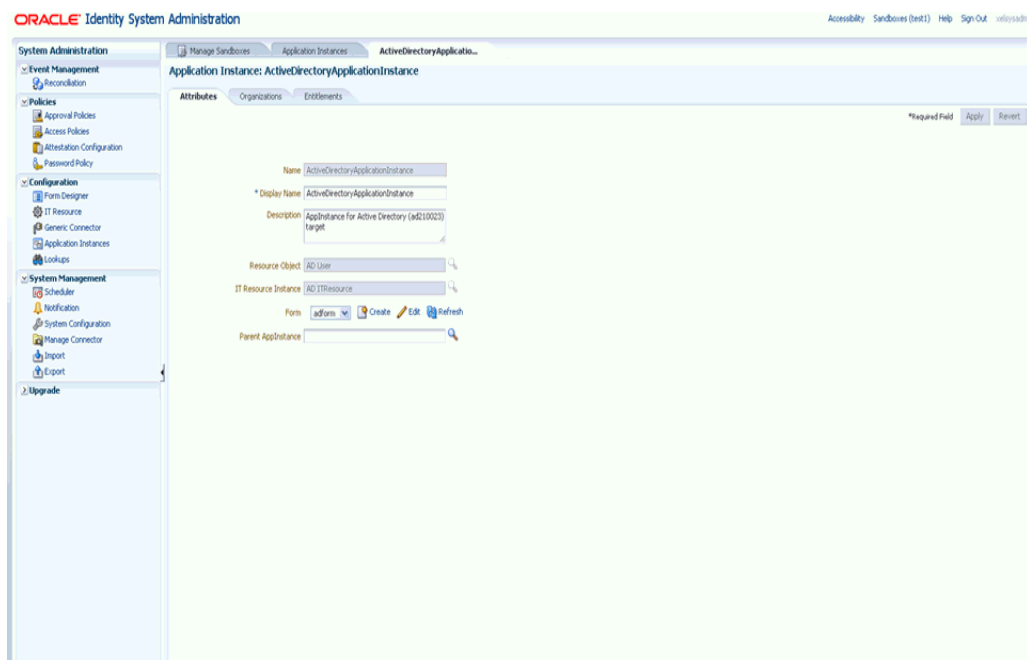 ORACLE® Identity System Administration
Accessibility Sandboxes (test1) Help Sign Out
System Administration
Event Management
Reconciliation
Policies
Approval Policies
Access Policies
Attestation Configuration
Password Policy
Configuration
Form Designer
IT Resource
Generic Connector
Application Instances
Lookups
System Management
Scheduler
Notification
System Configuration
Manage Connector
Import
Export
Upgrade
Manage Sandboxes Application Instances ActiveDirectoryApplicatio...
Application Instance: ActiveDirectoryApplicationInstance
Attributes Organizations Entitlements
*Required Field Apply Revert
Name ActiveDirectoryApplicationInstance
* Display Name ActiveDirectoryApplicationInstance
Description AppInstance for Active Directory (ad210023)
target
Resource Object AD User
IT Resource Instance AD ITResource
Form adform Create Edit Refresh
Parent AppInstance